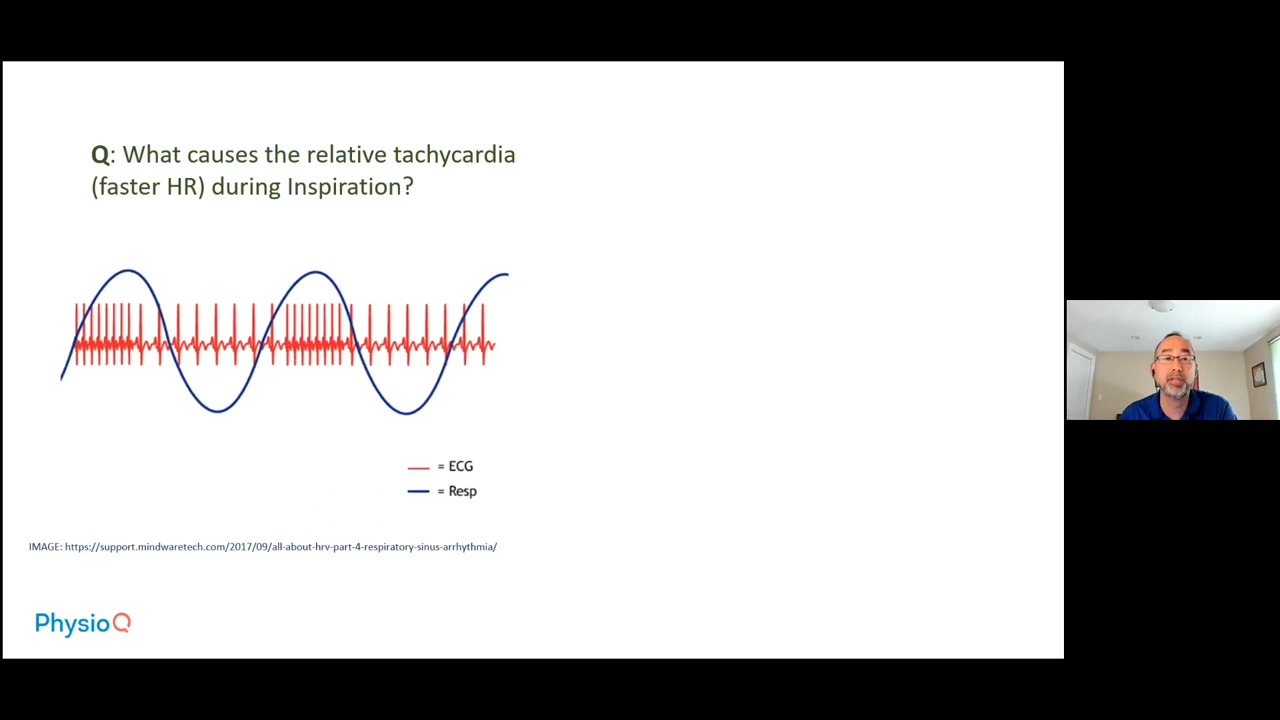 Q: What causes the relative tachycardia
(faster HR) during Inspiration?
= ECG
= Resp
IMAGE: https://support.mindwaretech.com/2017/09/all-about-hrv-part-4-respiratory-sinus-arrhythmia/
PhysioQ